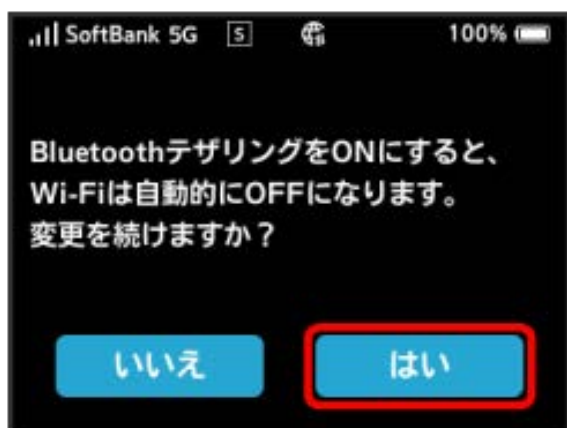 SoftBank 5G S 100%
BluetoothテザリングをONにすると、
Wi-Fiは自動的にOFFになります。
変更を続けますか？
いいえ はい